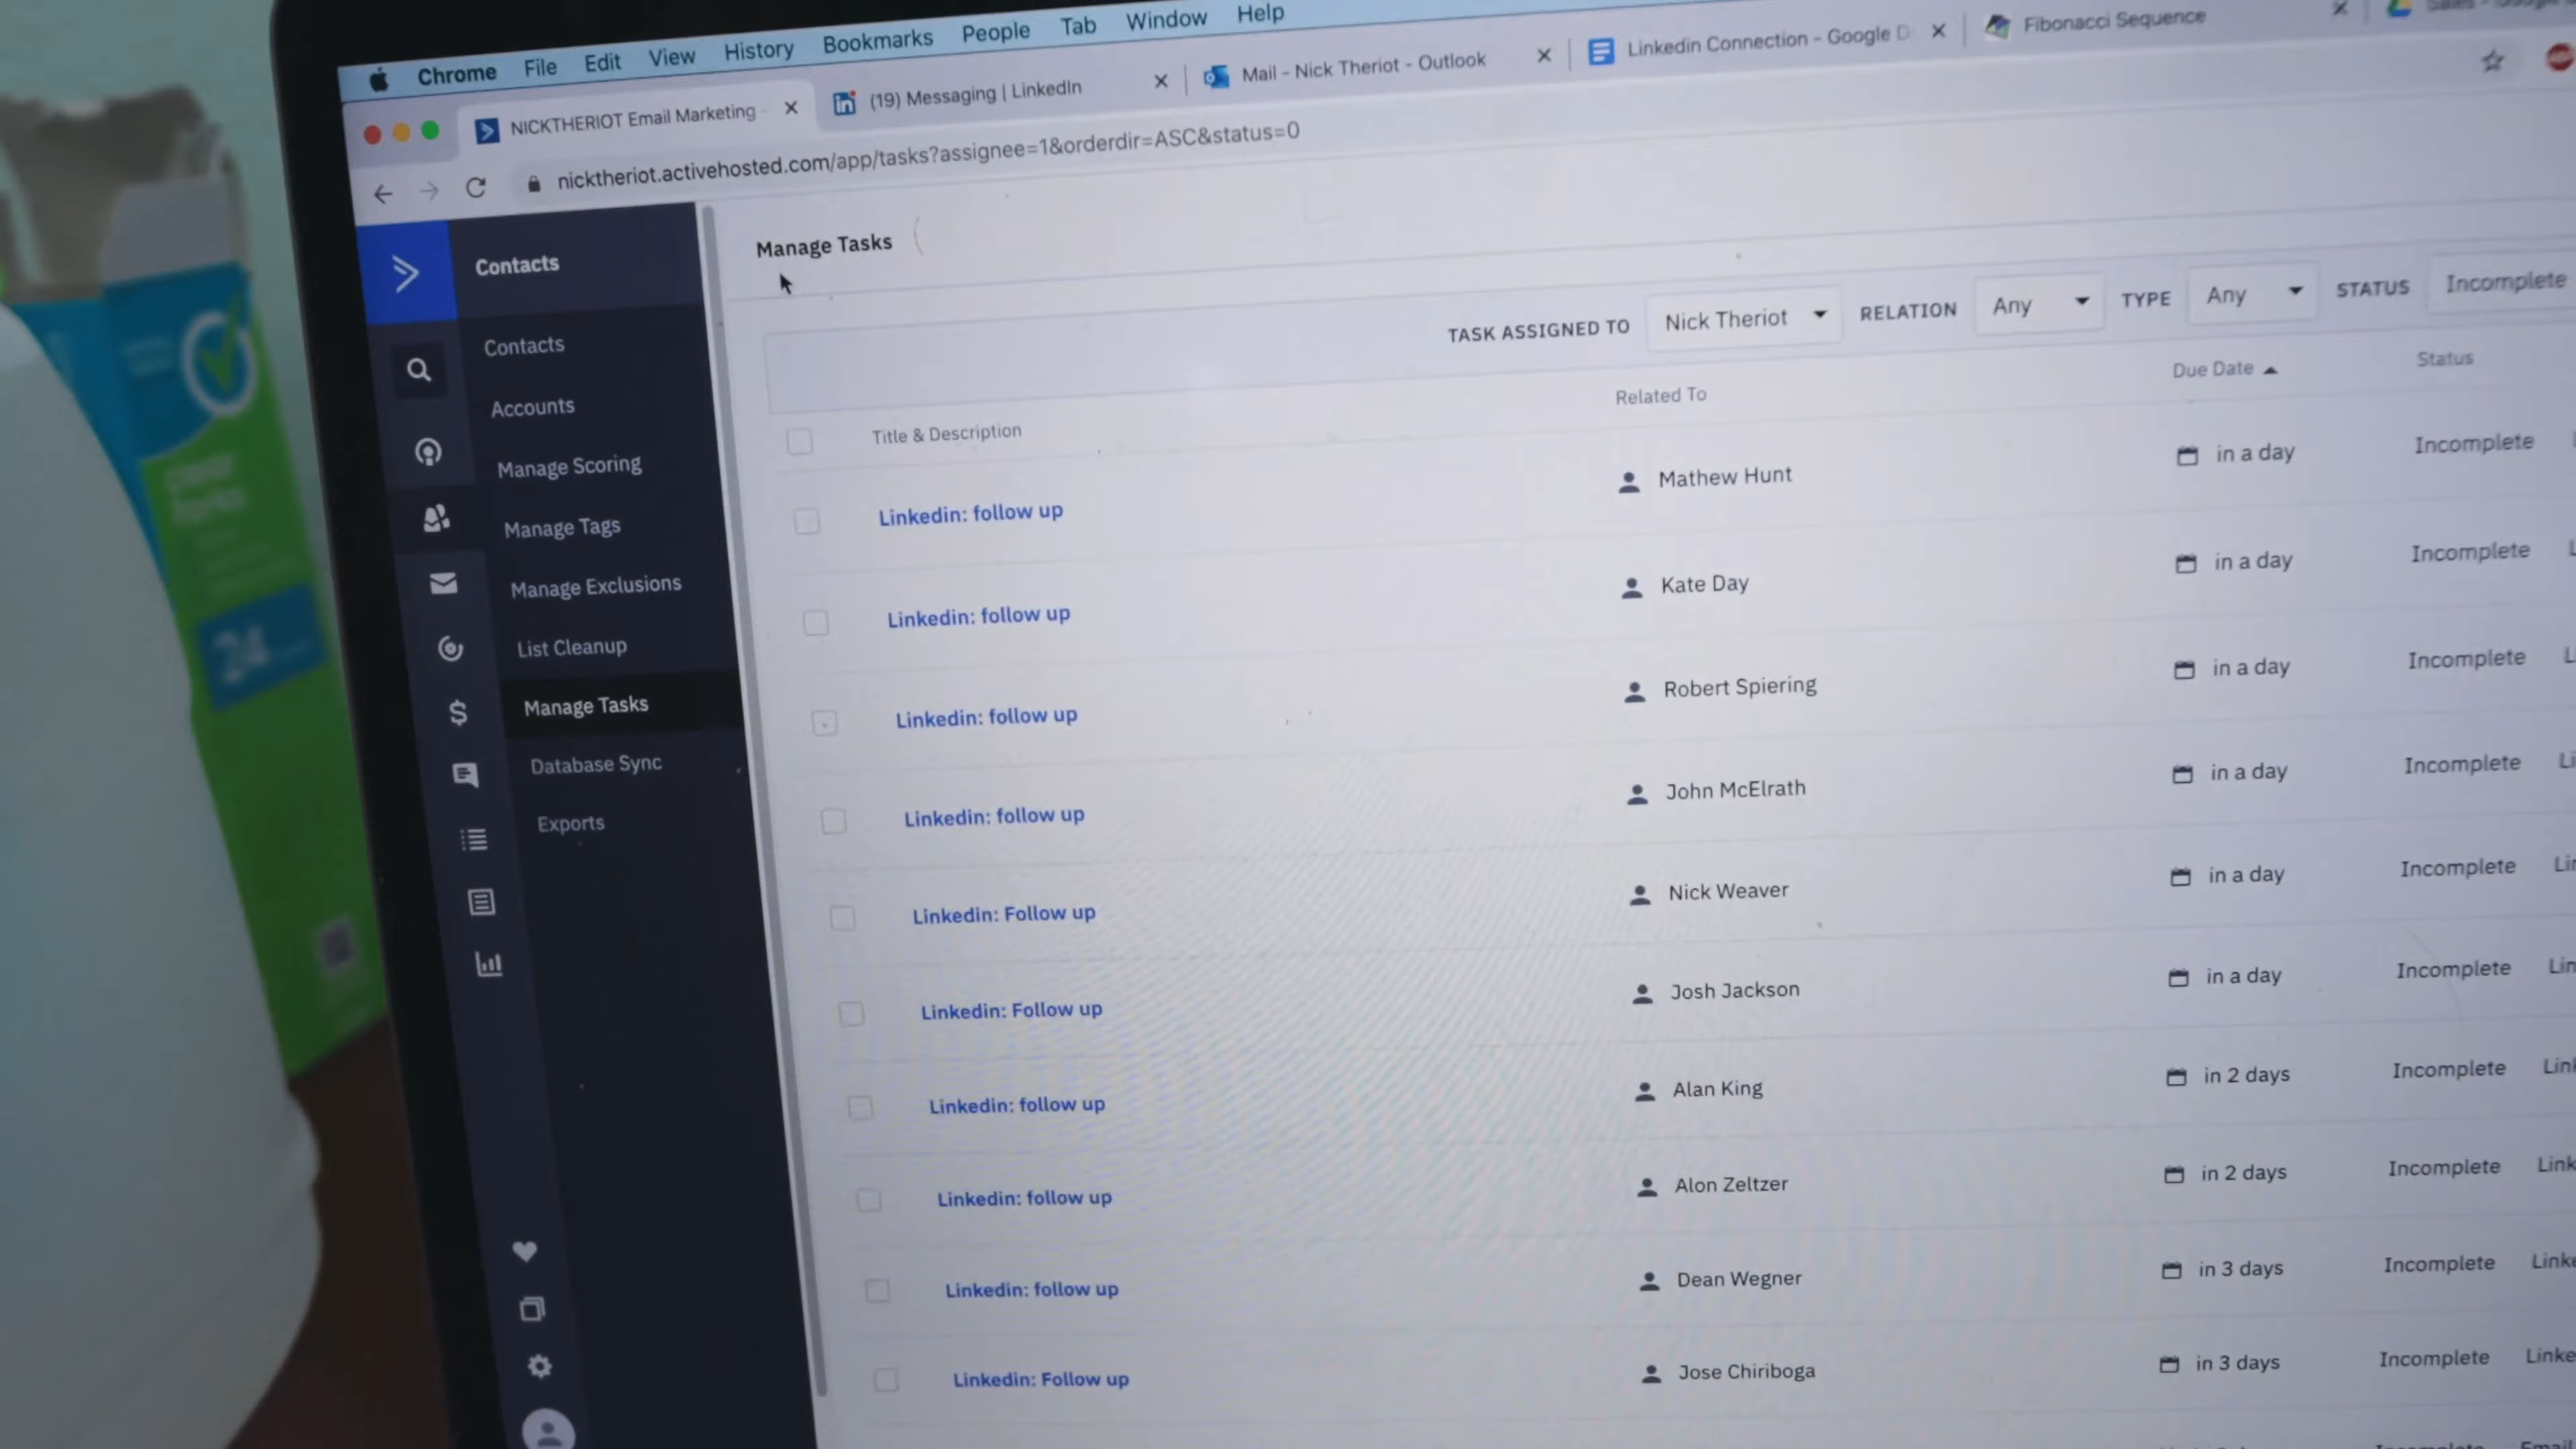 Chrome File Edit View History Bookmarks People Tab Window Help
NICKTHERIOT Email Marketing
(19) Messaging | LinkedIn
Mail - Nick Theriot - Outlook
Linkedin Connection - Google D
Fibonacci Sequence
nicktheriot.activehosted.com/app/tasks?assignee=1&orderdir=ASC&status=0
Contacts
Contacts
Accounts
Manage Scoring
Manage Tags
Manage Exclusions
List Cleanup
Manage Tasks
Database Sync
Exports
Manage Tasks
TASK ASSIGNED TO Nick Theriot RELATION Any TYPE Any STATUS Incomplete
Title & Description Related To Due Date Status
Linkedin: follow up Mathew Hunt in a day Incomplete
Linkedin: follow up Kate Day in a day Incomplete
Linkedin: follow up Robert Spiering in a day Incomplete
Linkedin: follow up John McElrath in a day Incomplete
Linkedin: Follow up Nick Weaver in a day Incomplete
Linkedin: Follow up Josh Jackson in a day Incomplete
Linkedin: follow up Alan King in 2 days Incomplete
Linkedin: follow up Alon Zeltzer in 2 days Incomplete
Linkedin: follow up Dean Wegner in 3 days Incomplete
Linkedin: Follow up Jose Chiriboga in 3 days Incomplete
24